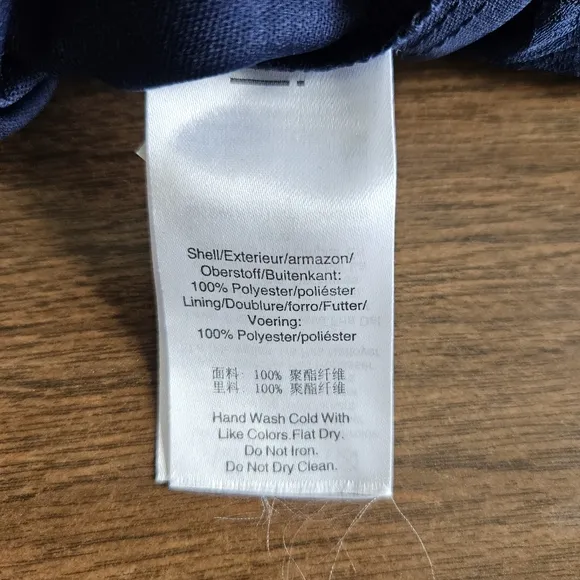 Shell/Exterieur/armazon/
Oberstoff/Buitenkant:
100% Polyester/poliéster
Lining/Doublure/forro/Futter/
Voering:
100% Polyester/poliéster
面料: 100% 聚酯纤维
里料: 100% 聚酯纤维
Hand Wash Cold With
Like Colors.Flat Dry.
Do Not Iron.
Do Not Dry Clean.